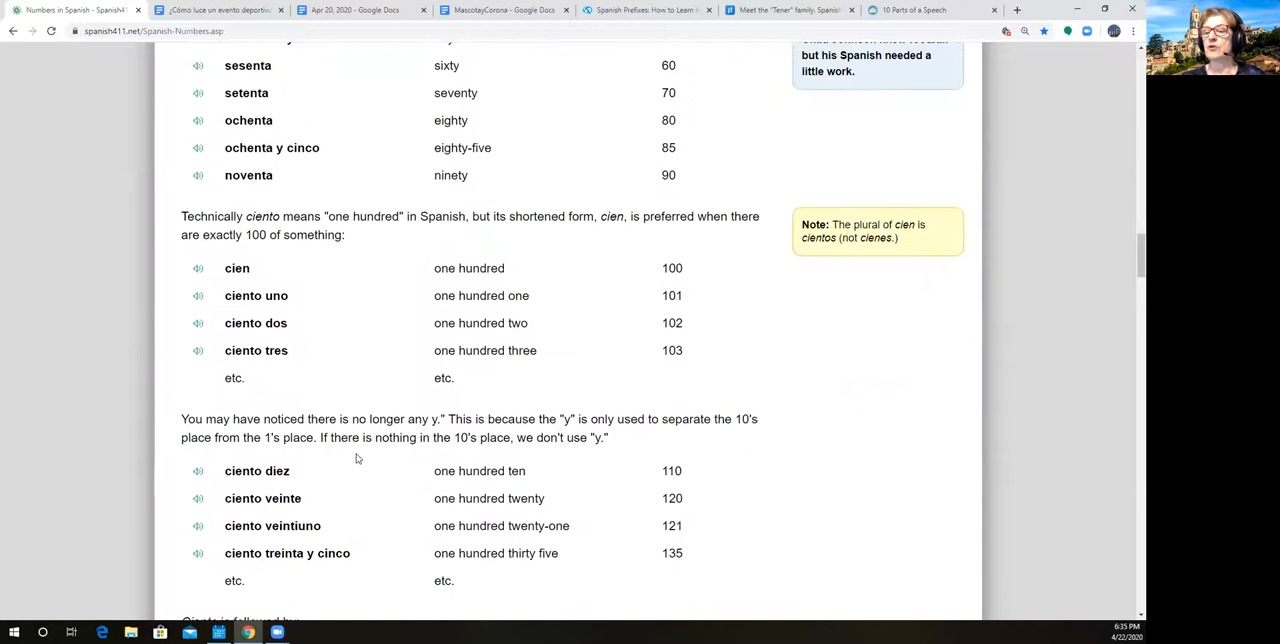 Numbers in Spanish - Spanish41
¿Cómo luce un evento deportiv
Apr 20, 2020 - Google Docs
MascotayCorona - Google Docs
Spanish Prefixes: How to Learn
Meet the "Tener" family. Spanish
10 Parts of a Speech
spanish411.net/Spanish-Numbers.asp
but his Spanish needed a
little work.
sesenta sixty 60
setenta seventy 70
ochenta eighty 80
ochenta y cinco eighty-five 85
noventa ninety 90
Technically ciento means "one hundred" in Spanish, but its shortened form, cien, is preferred when there
are exactly 100 of something:
Note: The plural of cien is
cientos (not cienes.)
cien one hundred 100
ciento uno one hundred one 101
ciento dos one hundred two 102
ciento tres one hundred three 103
etc. etc.
You may have noticed there is no longer any y." This is because the "y" is only used to separate the 10's
place from the 1's place. If there is nothing in the 10's place, we don't use "y."
ciento diez one hundred ten 110
ciento veinte one hundred twenty 120
ciento veintiuno one hundred twenty-one 121
ciento treinta y cinco one hundred thirty five 135
etc. etc.
6:35 PM
4/22/2020